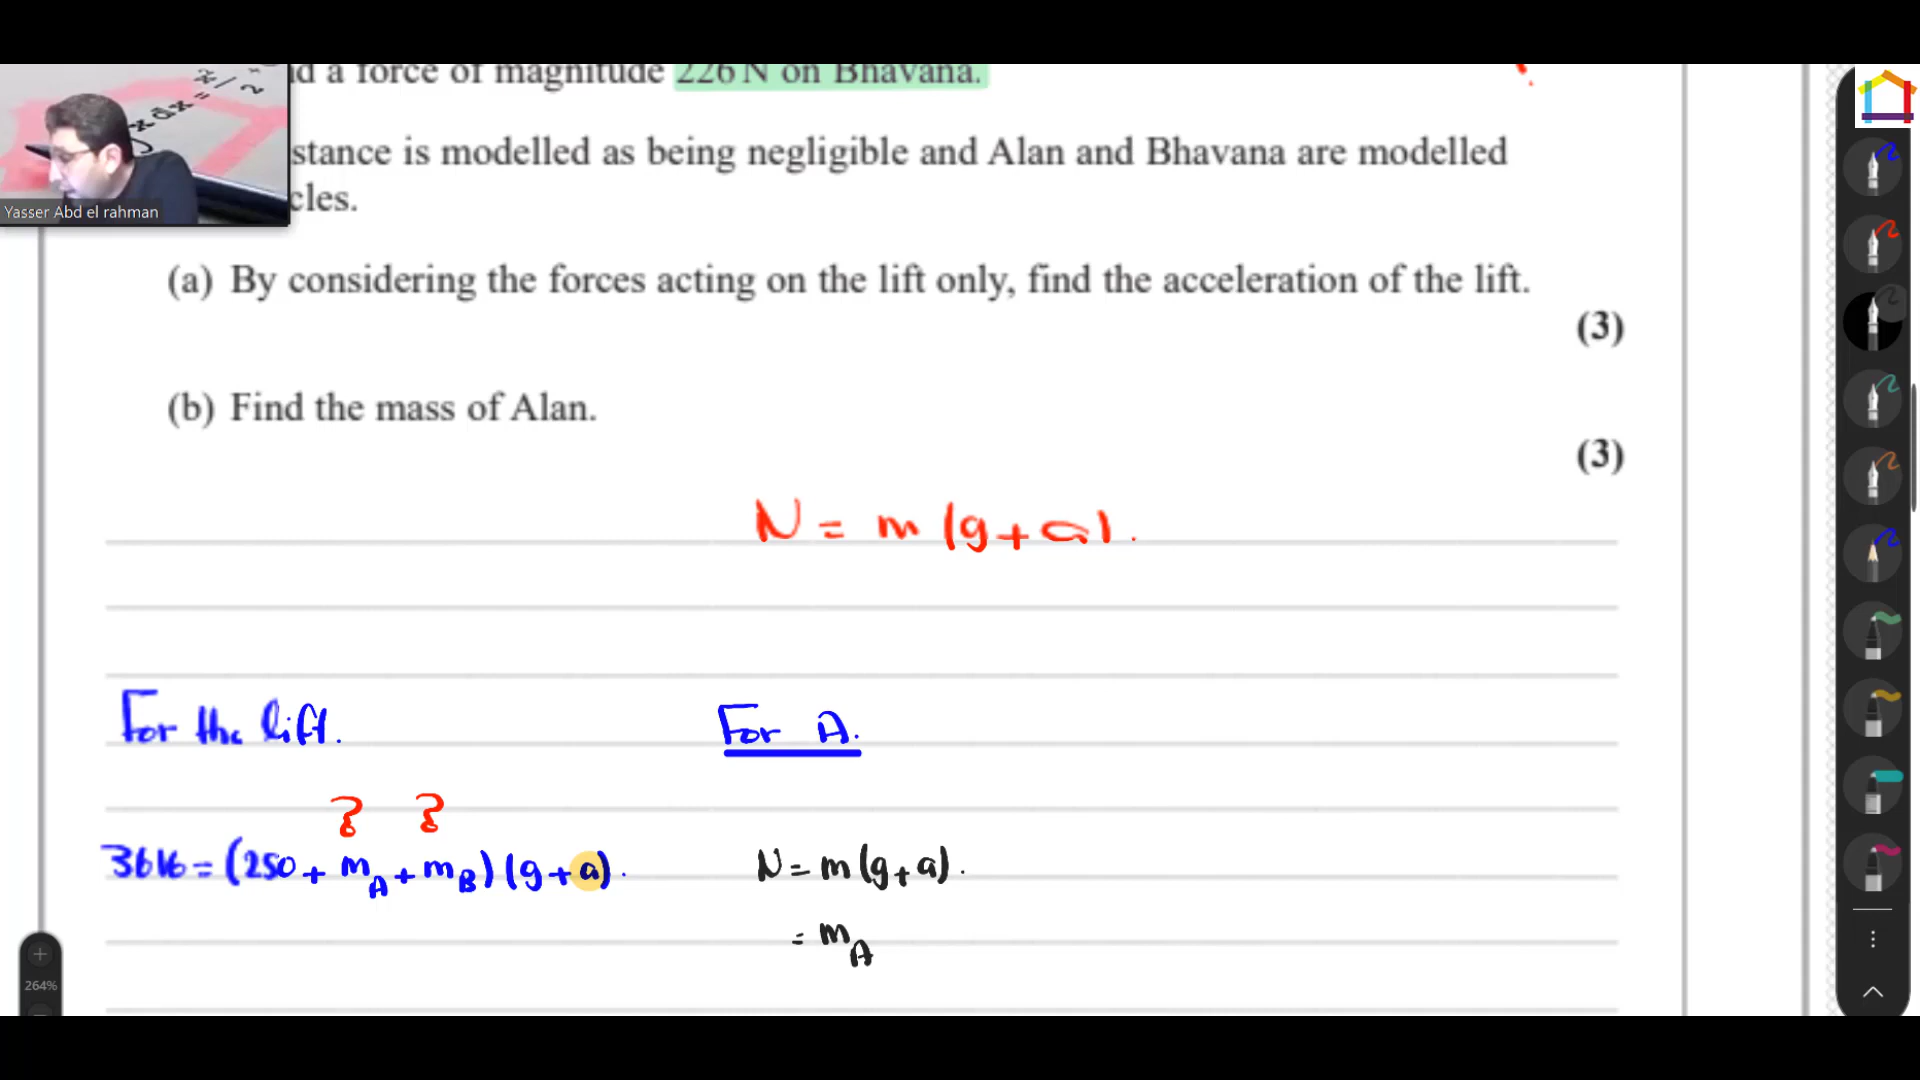 d a force of magnitude 226 N on Bhavana.
stance is modelled as being negligible and Alan and Bhavana are modelled
cles.
Yasser Abd el rahman
(a) By considering the forces acting on the lift only, find the acceleration of the lift.
(3)
(b) Find the mass of Alan.
(3)
N = m (g+a).
For the lift.
For A.
? ?
3616 = (250 + mA + mB) (g+a).
N = m(g+a).
= mA
264%